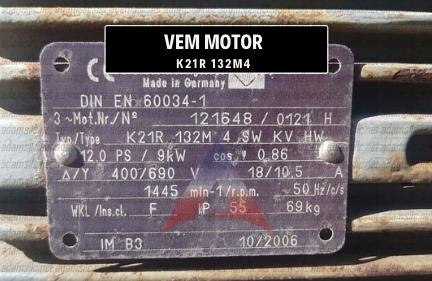 VEM MOTOR
K21R 132M4
CE
Made in Germany
DIN EN 60034-1
3~Mot.Nr/Nº 121648/0121 H
Typ/Type K21R 132M 4 SW KV HW
12.0 PS / 9kW cos φ 0.86
Δ/Y 400/690 V 18/10.5 A
1445 min-1/r.p.m. 50 Hz/c/s
WKL /Ins.cl. F IP 55 69kg
IM B3 10/2006